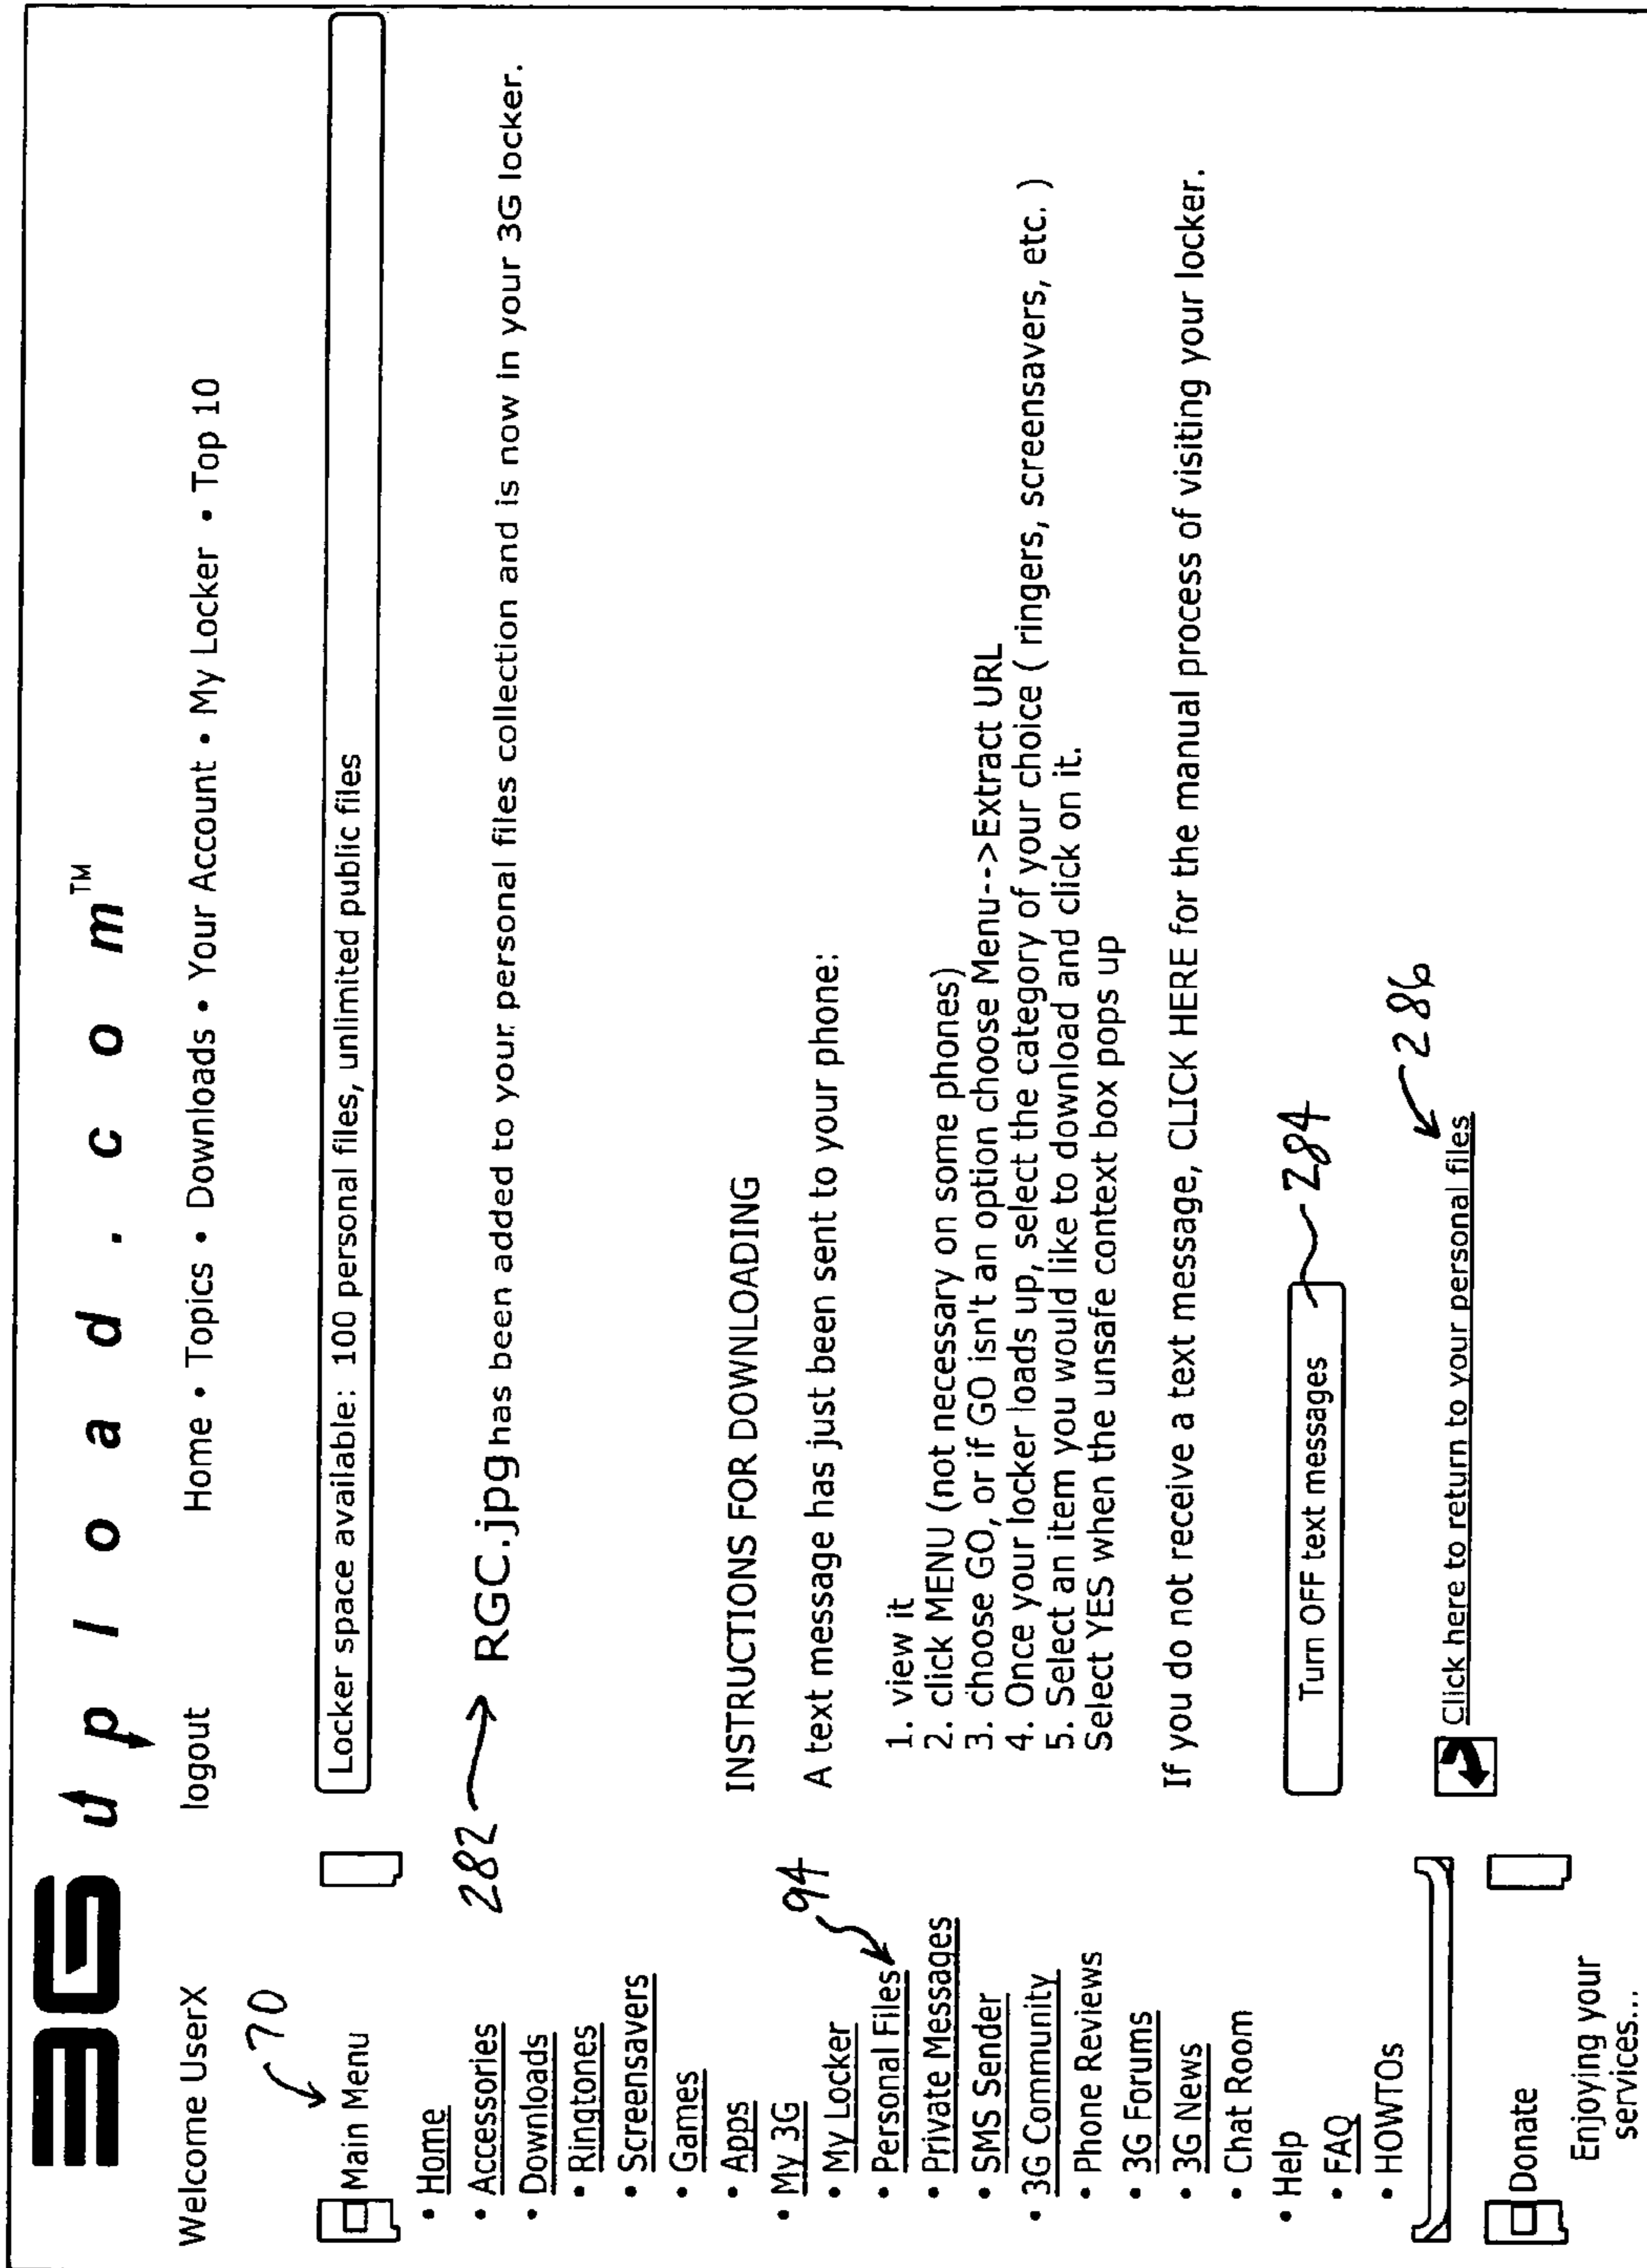 3G upload.com™
Welcome UserX
logout
Home • Topics • Downloads • Your Account • My Locker • Top 10
70
Main Menu
• Home
• Accessories
• Downloads
• Ringtones
• Screensavers
• Games
• Apps
• My 3G
• My Locker
94
• Personal Files
• Private Messages
• SMS Sender
• 3G Community
• Phone Reviews
• 3G Forums
• 3G News
• Chat Room
• Help
• FAQ
• HOWTOs
Donate
Enjoying your
services...
Locker space available: 100 personal files, unlimited public files
282
RGC.jpg has been added to your personal files collection and is now in your 3G locker.
INSTRUCTIONS FOR DOWNLOADING
A text message has just been sent to your phone:
1. view it
2. click MENU (not necessary on some phones)
3. choose GO, or if GO isn't an option choose Menu-->Extract URL
4. Once your locker loads up, select the category of your choice ( ringers, screensavers, etc. )
5. Select an item you would like to download and click on it.
Select YES when the unsafe context box pops up
If you do not receive a text message, CLICK HERE for the manual process of visiting your locker.
Turn OFF text messages
284
Click here to return to your personal files
286